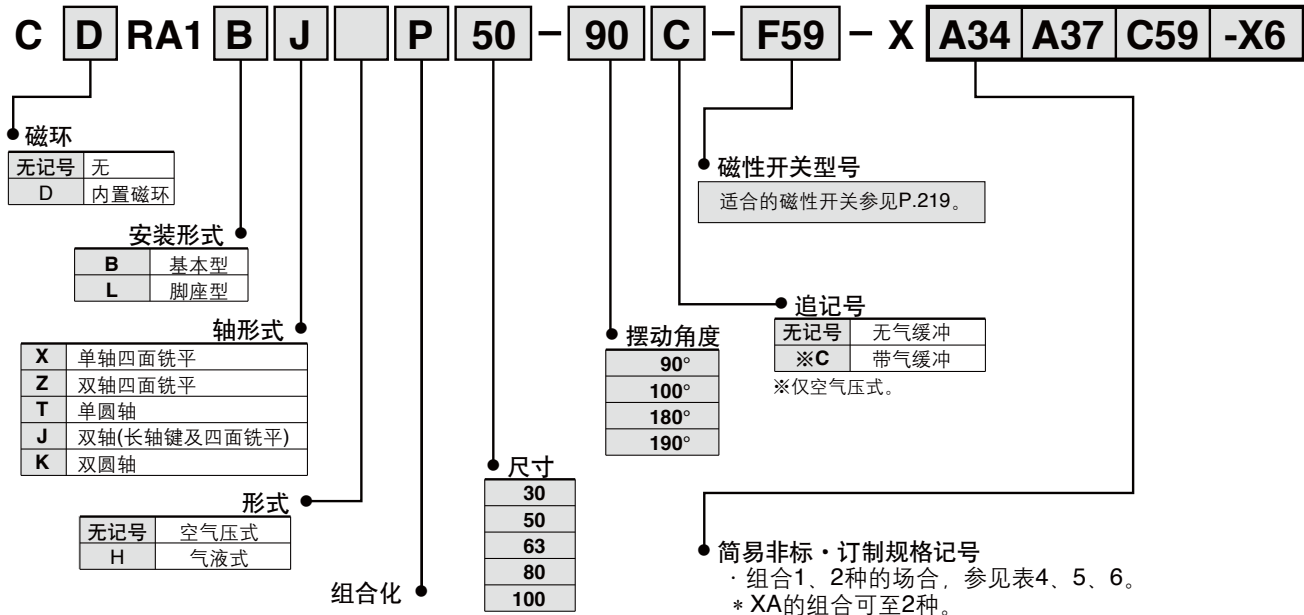 C D RA1 B J P 50 － 90 C － F59 － X A34 A37 C59 -X6
磁环
无记号 无
D 内置磁环
安装形式
B 基本型
L 脚座型
轴形式
X 单轴四面铣平
Z 双轴四面铣平
T 单圆轴
J 双轴(长轴键及四面铣平)
K 双圆轴
形式
无记号 空气压式
H 气液式
组合化
尺寸
30
50
63
80
100
摆动角度
90°
100°
180°
190°
追记号
无记号 无气缓冲
※C 带气缓冲
※仅空气压式。
磁性开关型号
适合的磁性开关参见P.219。
简易非标・订制规格记号
· 组合1、2种的场合，参见表4、5、6。
* XA的组合可至2种。